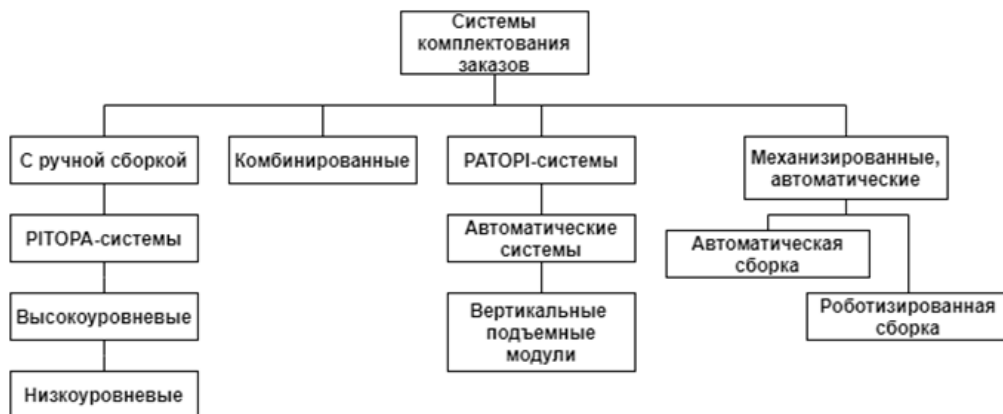 Системы
комплектования
заказов
С ручной сборкой
Комбинированные
PATOPI-системы
Механизированные,
автоматические
PITOPA-системы
Автоматические
системы
Автоматическая
сборка
Высокоуровневые
Вертикальные
подъемные
модули
Роботизированная
сборка
Низкоуровневые